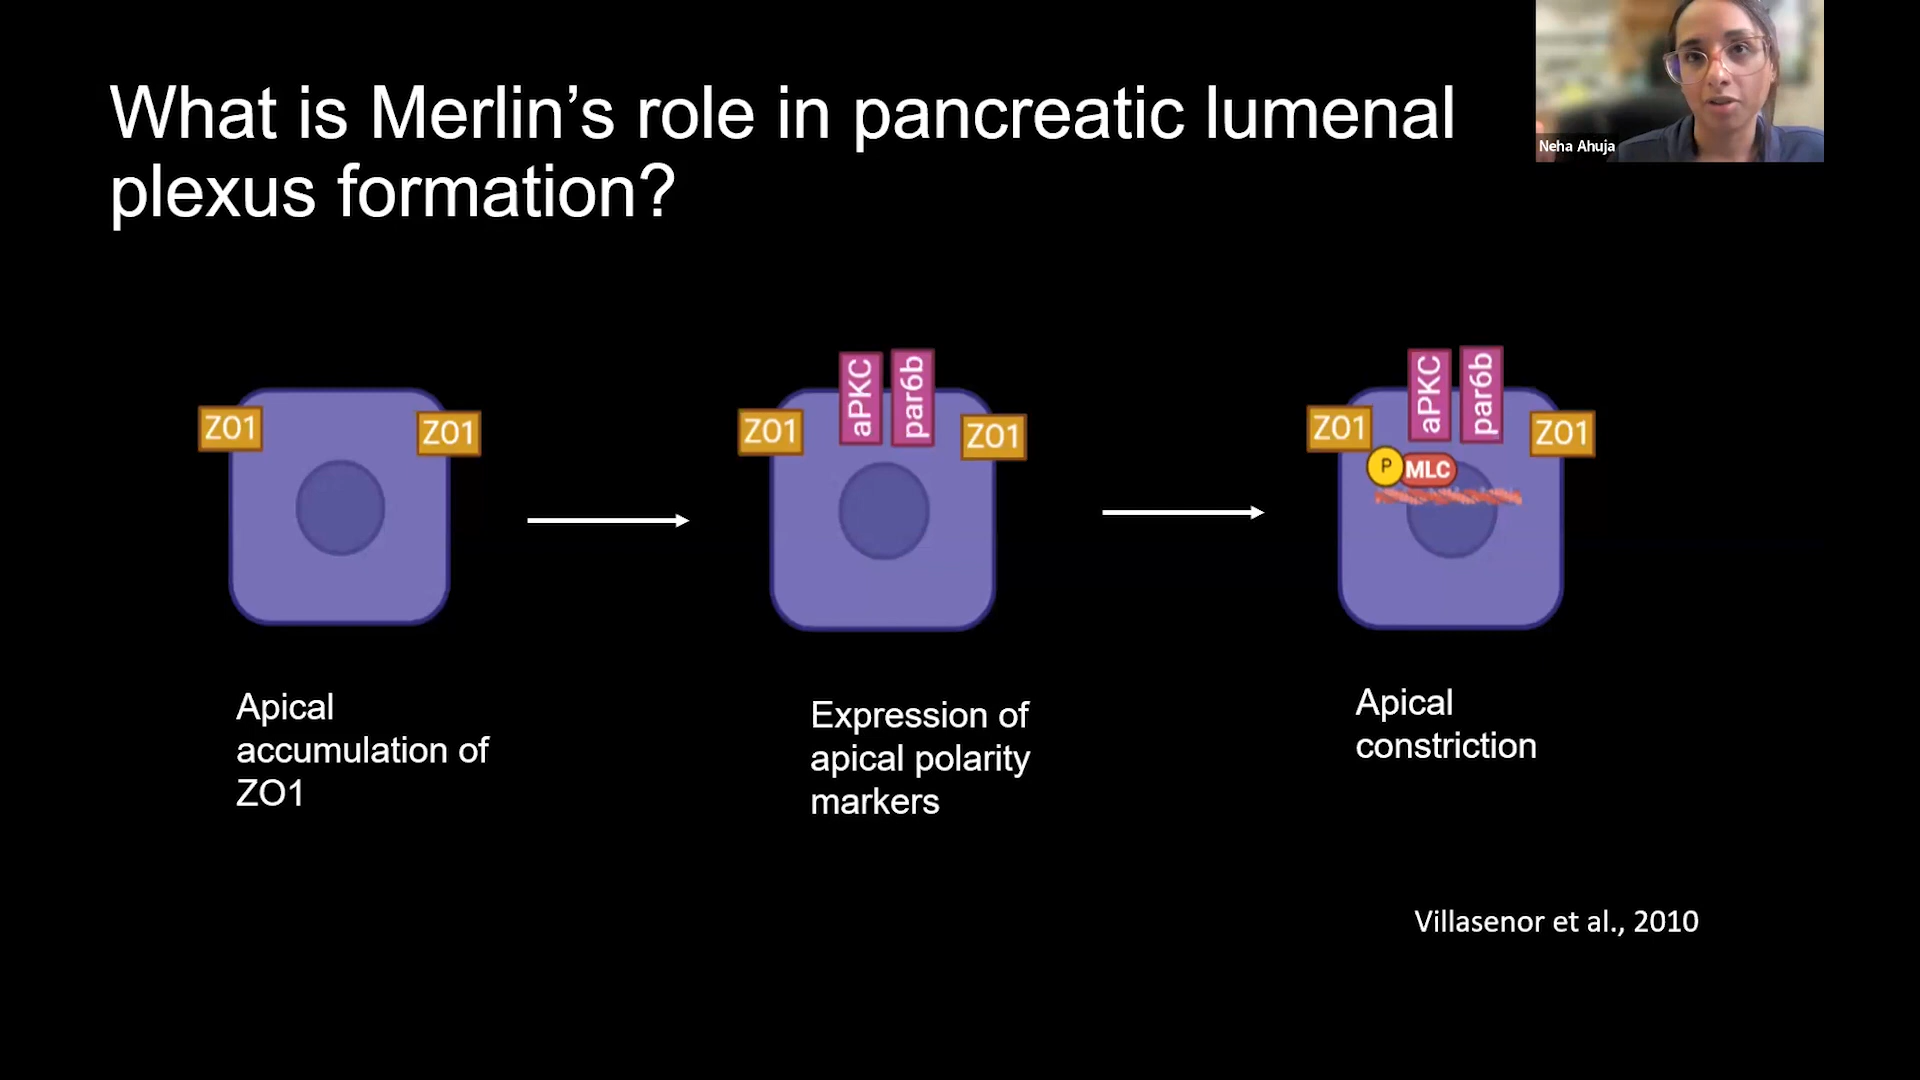 What is Merlin’s role in pancreatic lumenal
plexus formation?
Neha Ahuja
ZO1
ZO1
Apical
accumulation of
ZO1
ZO1
aPKC
par6b
ZO1
Expression of
apical polarity
markers
ZO1
aPKC
par6b
ZO1
P
MLC
Apical
constriction
Villasenor et al., 2010